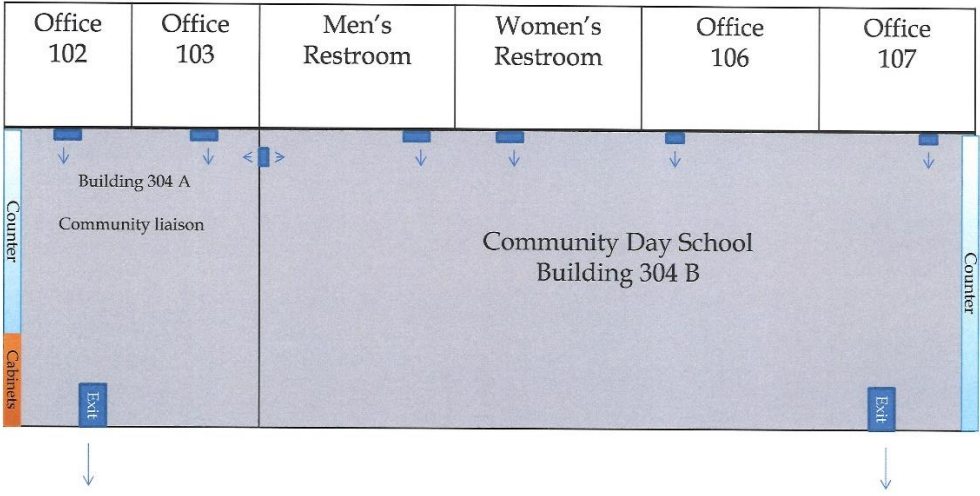 Office
102
Office
103
Men's
Restroom
Women's
Restroom
Office
106
Office
107
Building 304 A
Community liaison
Community Day School
Building 304 B
Counter
Cabinets
Counter
Exit
Exit